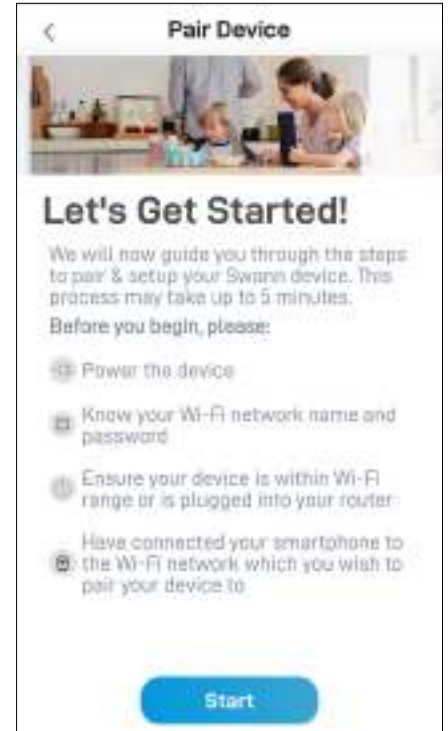 Pair Device
Let's Get Started!
We will now guide you through the steps
to pair & setup your Swann device. This
process may take up to 5 minutes.
Before you begin, please:
Power the device
Know your Wi-Fi network name and
password
Ensure your device is within Wi-Fi
range or is plugged into your router
Have connected your smartphone to
the Wi-Fi network which you wish to
pair your device to
Start